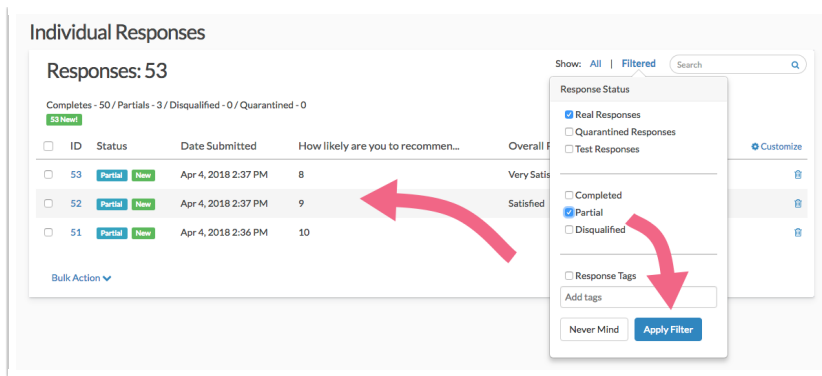 Individual Responses
Responses: 53
Show: All | Filtered
Search
Completes - 50 / Partials - 3 / Disqualified - 0 / Quarantined - 0
53 New!
ID Status Date Submitted How likely are you to recommen... Overall
Customize
53 Partial New Apr 4, 2018 2:37 PM 8 Very Satis
52 Partial New Apr 4, 2018 2:37 PM 9 Satisfied
51 Partial New Apr 4, 2018 2:36 PM 10
Bulk Action
Response Status
Real Responses
Quarantined Responses
Test Responses
Completed
Partial
Disqualified
Response Tags
Add tags
Never Mind Apply Filter